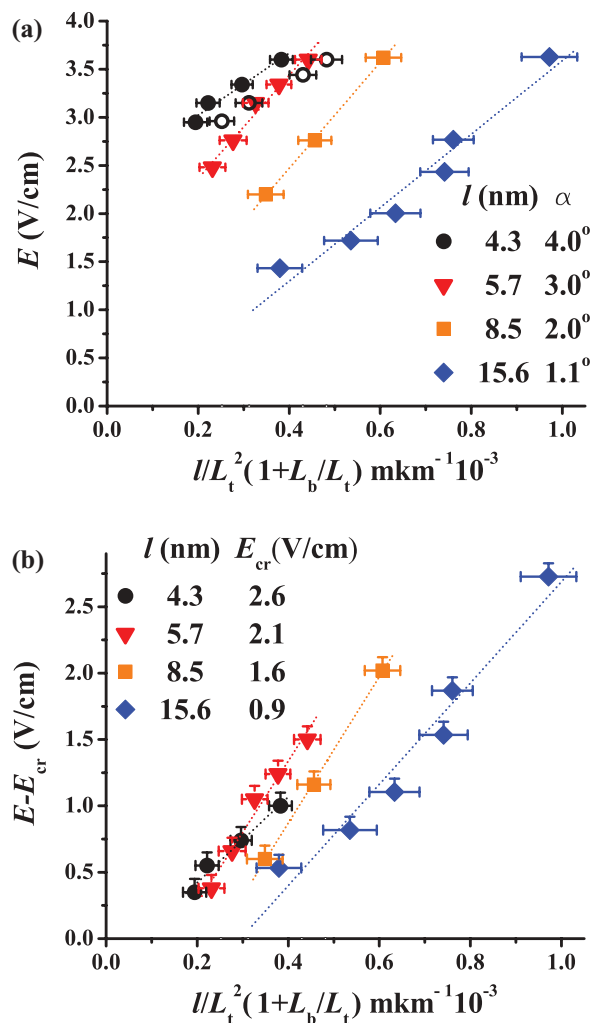 (a)
4.0
3.5
3.0
2.5
2.0
1.5
1.0
0.5
0.0
E (V/cm)
l (nm) α
4.3 4.0°
5.7 3.0°
8.5 2.0°
15.6 1.1°
0.0 0.2 0.4 0.6 0.8 1.0
l/Lt²(1+Lb/Lt) mkm⁻¹10⁻³
(b)
l (nm) Ecr(V/cm)
4.3 2.6
5.7 2.1
8.5 1.6
15.6 0.9
2.5
2.0
1.5
1.0
0.5
0.0
E-Ecr (V/cm)
0.0 0.2 0.4 0.6 0.8 1.0
l/Lt²(1+Lb/Lt) mkm⁻¹10⁻³